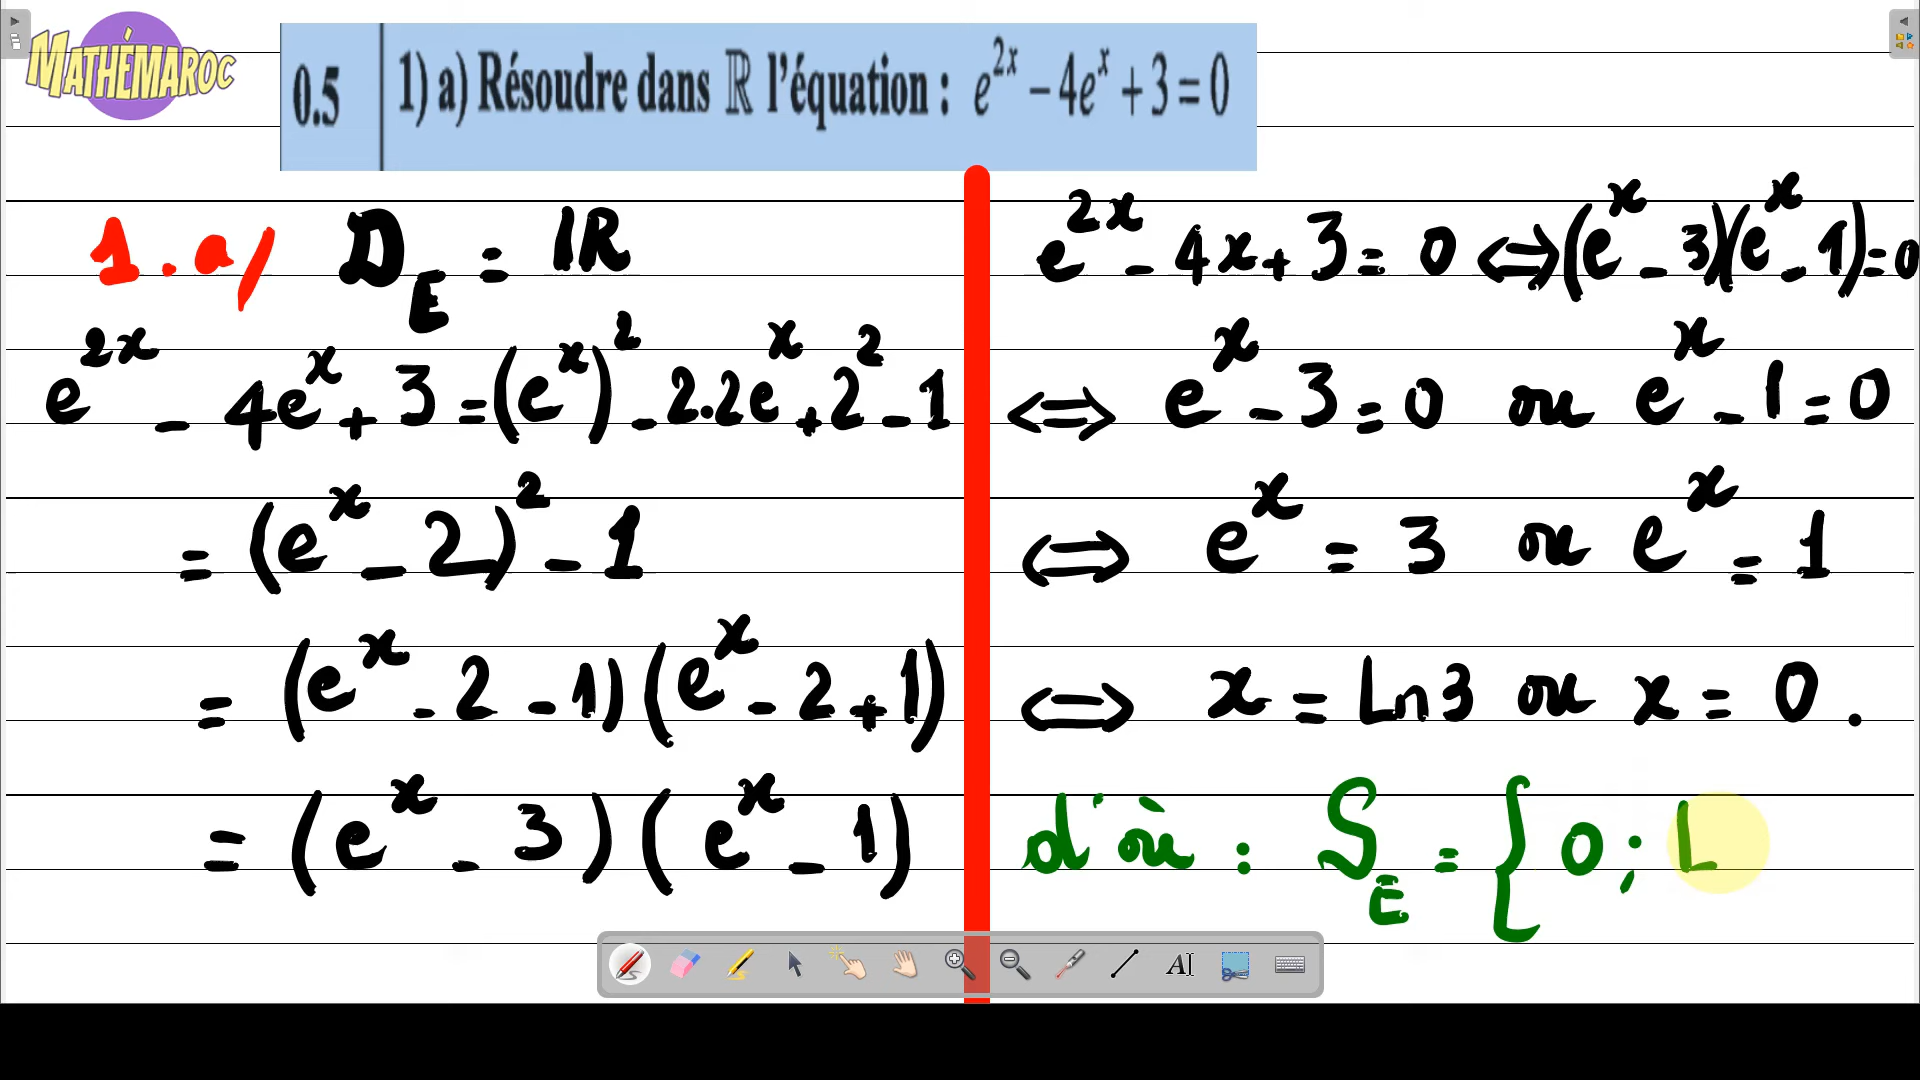 MATHÉMAROC
0.5 1) a) Résoudre dans ℝ l'équation : e^{2x} - 4e^x + 3 = 0
1.a/ D_E = IR
e^{2x} - 4e^x + 3 = (e^x)^2 - 2.2e^x + 2^2 - 1
= (e^x - 2)^2 - 1
= (e^x - 2 - 1)(e^x - 2 + 1)
= (e^x - 3)(e^x - 1)
e^{2x} - 4x + 3 = 0 ⟺ (e^x - 3)(e^x - 1) = 0
⟺ e^x - 3 = 0 ou e^x - 1 = 0
⟺ e^x = 3 ou e^x = 1
⟺ x = Ln3 ou x = 0.
d'où : S_E = { 0 ; L
AI